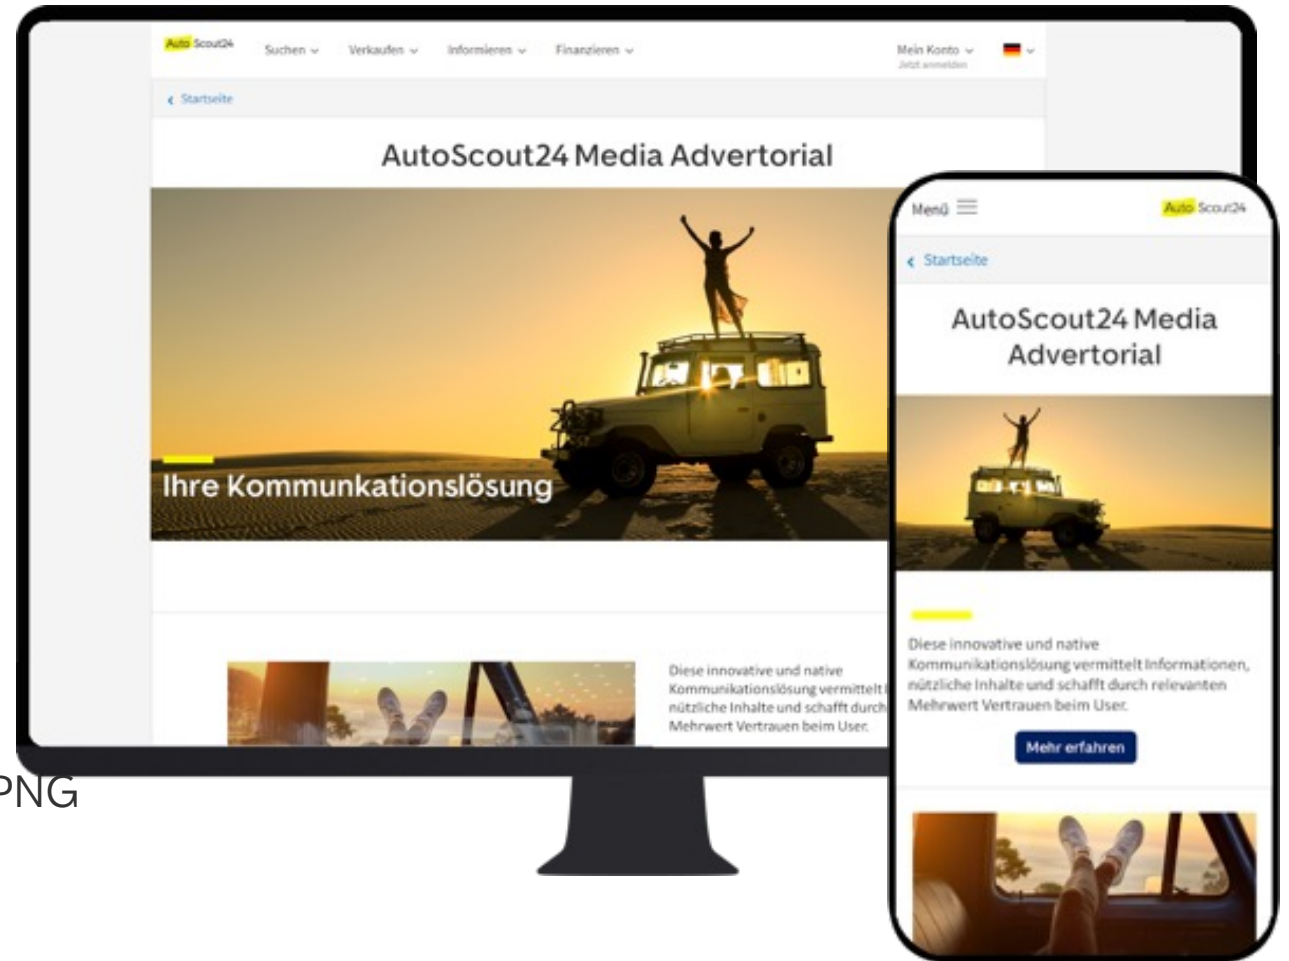 Auto Scout24
Suchen Verkaufen Informieren Finanzieren
Mein Konto
Jetzt anmelden
Startseite
AutoScout24 Media Advertorial
Ihre Kommunkationslösung
Diese innovative und native
Kommunikationslösung vermittelt
nützliche Inhalte und schafft durch
Mehrwert Vertrauen beim User.
PNG
Menü
Auto Scout24
Startseite
AutoScout24 Media
Advertorial
Diese innovative und native
Kommunikationslösung vermittelt Informationen,
nützliche Inhalte und schafft durch relevanten
Mehrwert Vertrauen beim User.
Mehr erfahren